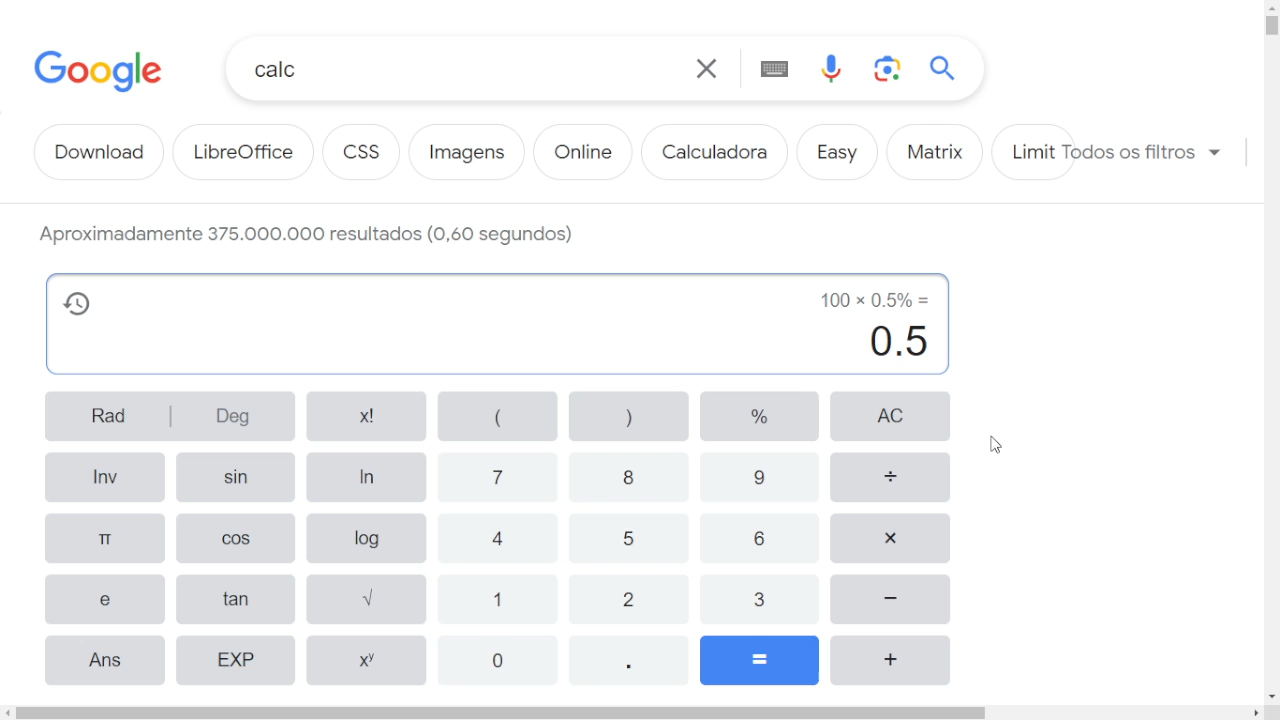 Google
calc
Download LibreOffice CSS Imagens Online Calculadora Easy Matrix Limit Todos os filtros
Aproximadamente 375.000.000 resultados (0,60 segundos)
100 × 0.5% =
0.5
Rad | Deg x! ( ) % AC
Inv sin ln 7 8 9 ÷
π cos log 4 5 6 ×
e tan √ 1 2 3 −
Ans EXP xʸ 0 . = +